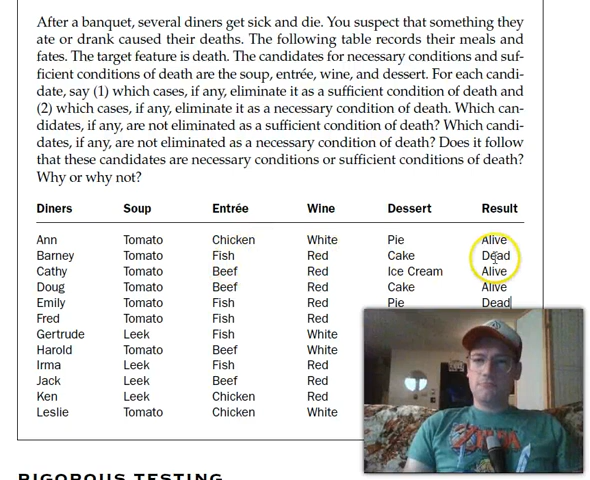 After a banquet, several diners get sick and die. You suspect that something they
ate or drank caused their deaths. The following table records their meals and
fates. The target feature is death. The candidates for necessary conditions and suf-
ficient conditions of death are the soup, entrée, wine, and dessert. For each candi-
date, say (1) which cases, if any, eliminate it as a sufficient condition of death and
(2) which cases, if any, eliminate it as a necessary condition of death. Which can-
didates, if any, are not eliminated as a sufficient condition of death? Which candi-
dates, if any, are not eliminated as a necessary condition of death? Does it follow
that these candidates are necessary conditions or sufficient conditions of death?
Why or why not?
Diners Soup Entrée Wine Dessert Result
Ann Tomato Chicken White Pie Alive
Barney Tomato Fish Red Cake Dead
Cathy Tomato Beef Red Ice Cream Alive
Doug Tomato Beef Red Cake Alive
Emily Tomato Fish Red Pie Dead
Fred Tomato Fish Red
Gertrude Leek Fish White
Harold Tomato Beef White
Irma Leek Fish Red
Jack Leek Beef Red
Ken Leek Chicken Red
Leslie Tomato Chicken White
RIGOROUS TESTING